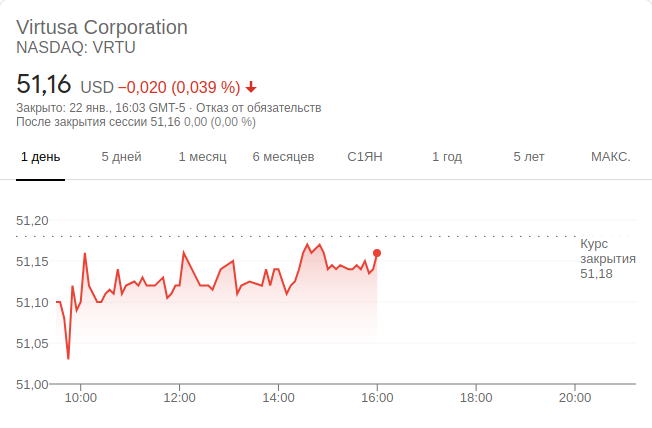 Virtusa Corporation
NASDAQ: VRTU
51,16 USD −0,020 (0,039 %)
Закрыто: 22 янв., 16:03 GMT-5 · Отказ от обязательств
После закрытия сессии 51,16 0,00 (0,00 %)
1 день 5 дней 1 месяц 6 месяцев С1ЯН 1 год 5 лет МАКС.
51,20
Курс
закрытия
51,18
51,15
51,10
51,05
51,00
10:00 12:00 14:00 16:00 18:00 20:00